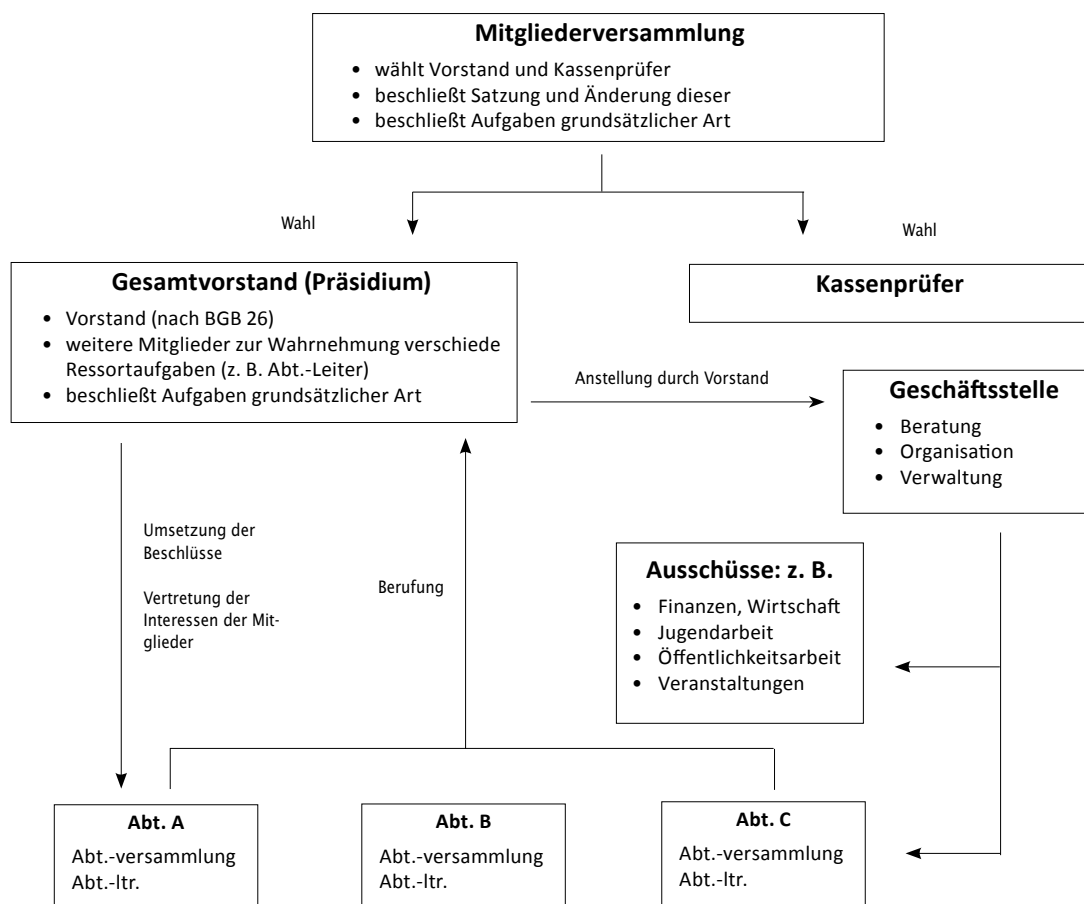 Mitgliederversammlung
• wählt Vorstand und Kassenprüfer
• beschließt Satzung und Änderung dieser
• beschließt Aufgaben grundsätzlicher Art
Wahl
Wahl
Gesamtvorstand (Präsidium)
• Vorstand (nach BGB 26)
• weitere Mitglieder zur Wahrnehmung verschiede
Ressortaufgaben (z. B. Abt.-Leiter)
• beschließt Aufgaben grundsätzlicher Art
Kassenprüfer
Anstellung durch Vorstand
Geschäftsstelle
• Beratung
• Organisation
• Verwaltung
Umsetzung der
Beschlüsse
Vertretung der
Interessen der Mit-
glieder
Berufung
Ausschüsse: z. B.
• Finanzen, Wirtschaft
• Jugendarbeit
• Öffentlichkeitsarbeit
• Veranstaltungen
Abt. A
Abt.-versammlung
Abt.-ltr.
Abt. B
Abt.-versammlung
Abt.-ltr.
Abt. C
Abt.-versammlung
Abt.-ltr.